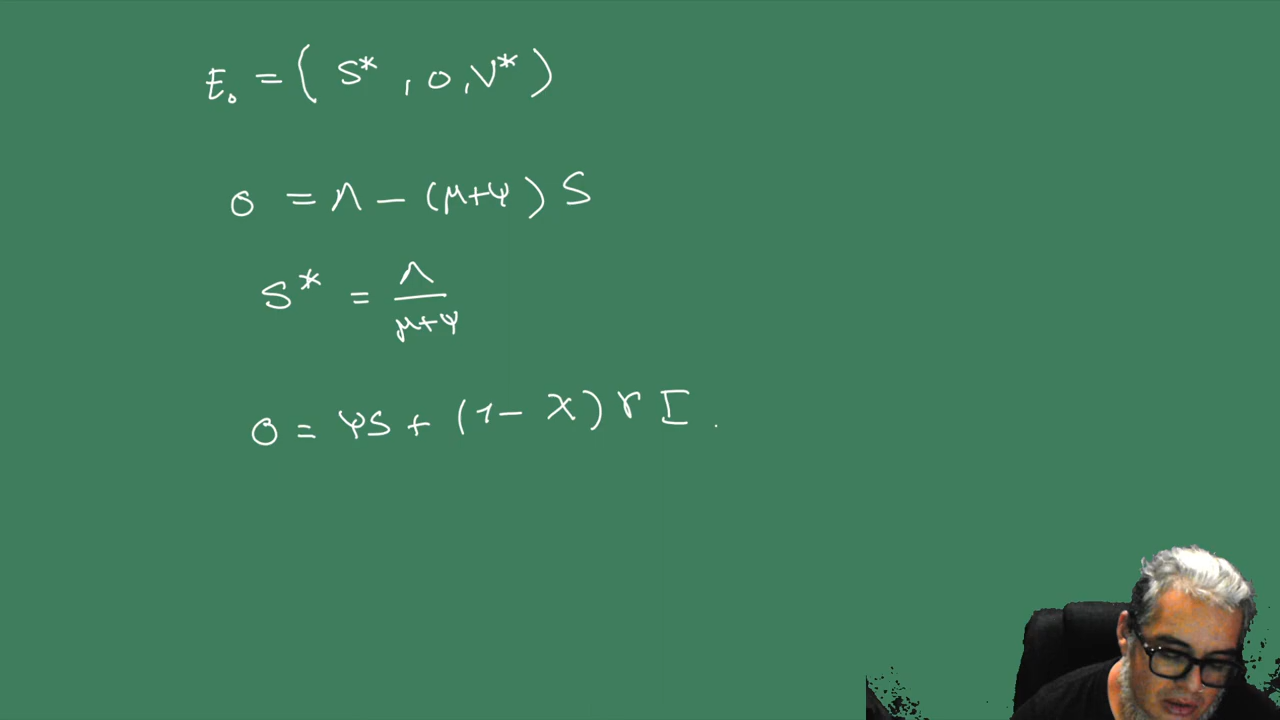 E₀ = ( S* , 0 , V* )
0 = Λ − (μ+ψ) S
S* = Λ / μ+ψ
0 = ψS + (1 − χ) γ I .